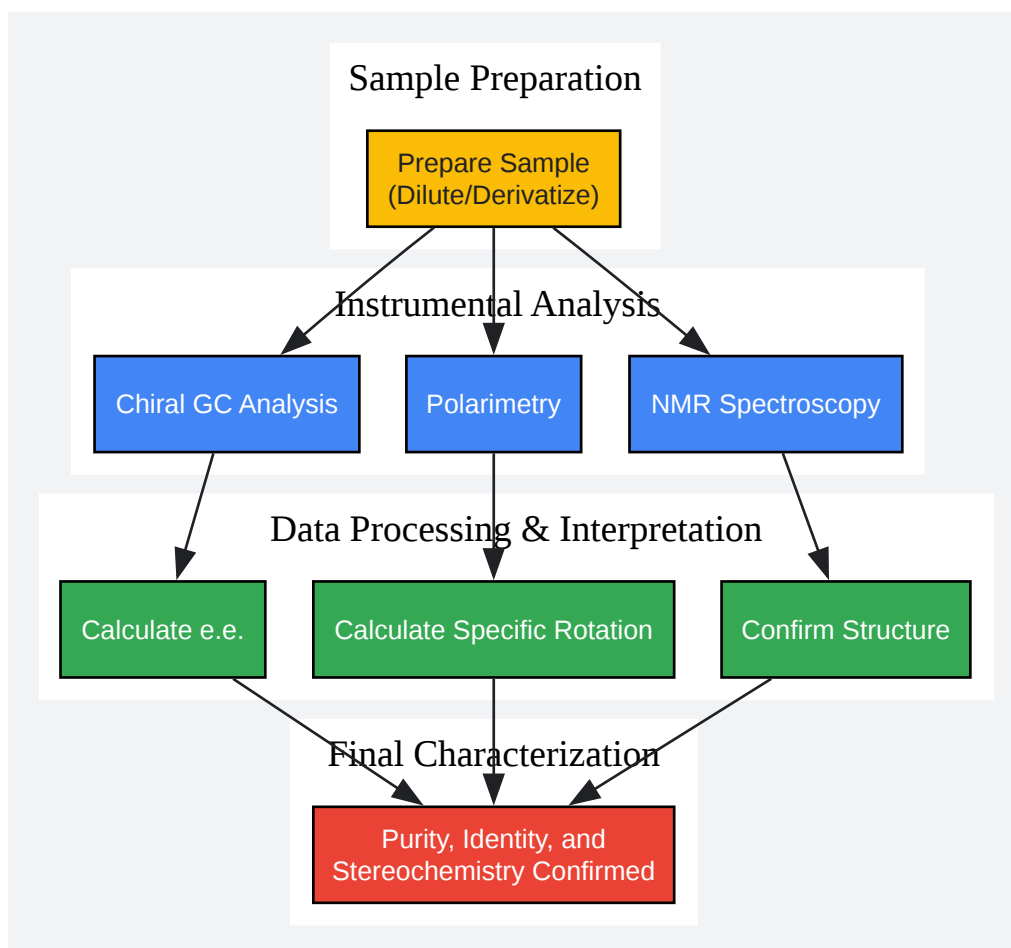 Sample Preparation
Prepare Sample
(Dilute/Derivatize)
Instrumental Analysis
Chiral GC Analysis
Polarimetry
NMR Spectroscopy
Data Processing & Interpretation
Calculate e.e.
Calculate Specific Rotation
Confirm Structure
Final Characterization
Purity, Identity, and
Stereochemistry Confirmed